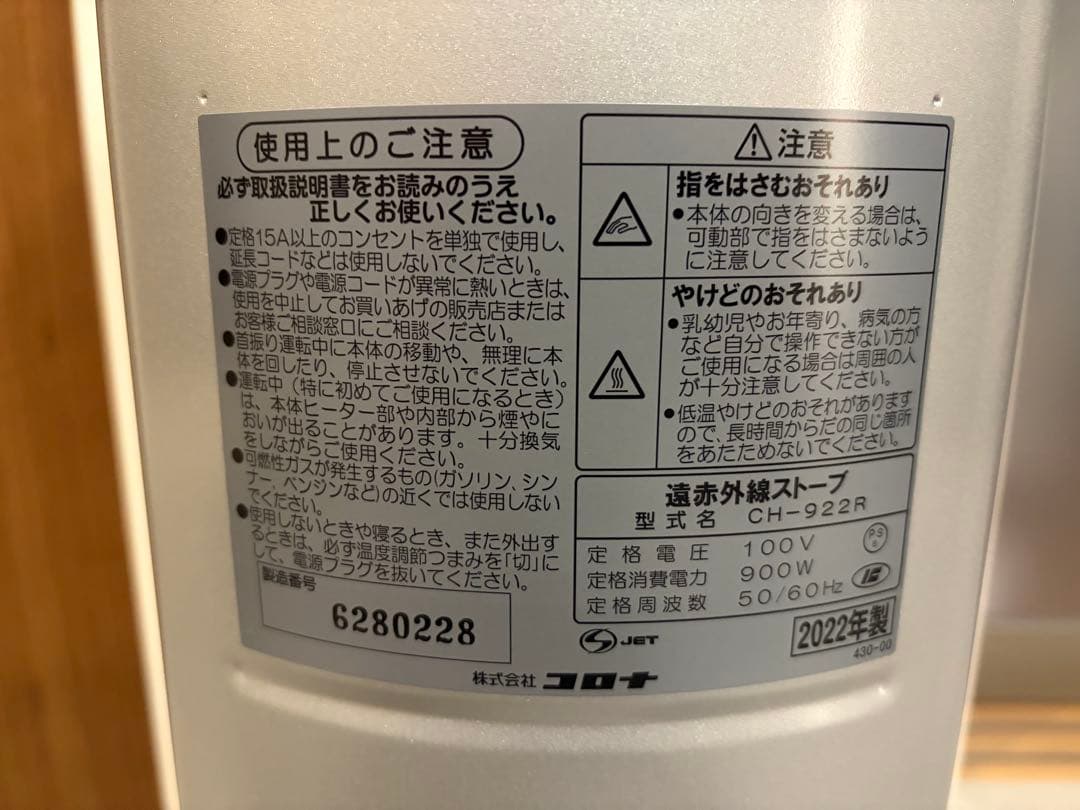 使用上のご注意
必ず取扱説明書をお読みのうえ
正しくお使いください。
●定格15A以上のコンセントを単独で使用し、
延長コードなどは使用しないでください。
●電源プラグや電源コードが異常に熱いときは、
使用を中止してお買いあげの販売店または
お客様ご相談窓口にご相談ください。
●首振り運転中に本体の移動や、無理に本
体を回したり、停止させないでください。
●運転中(特に初めてご使用になるとき)
は、本体ヒーター部や内部から煙やに
おいが出ることがあります。十分換気
をしながらご使用ください。
●可燃性ガスが発生するもの(ガソリン、シン
ナー、ベンジンなど)の近くでは使用しない
でください。
●使用しないときや寝るとき、また外出す
るときは、必ず温度調節つまみを「切」に
して、電源プラグを抜いてください。
製造番号
6280228
⚠注意
指をはさむおそれあり
●本体の向きを変える場合は、
可動部で指をはさまないよう
に注意してください。
やけどのおそれあり
●乳幼児やお年寄り、病気の方
など自分で操作できない方が
ご使用になる場合は周囲の人
が十分注意してください。
●低温やけどのおそれがあります
ので、長時間からだの同じ箇所
をあたためないでください。
遠赤外線ストーブ
型式名 CH-922R
定格電圧 100V
PS
E
定格消費電力 900W
定格周波数 50/60Hz
JET
2022年製
430-00
株式会社 コロナ